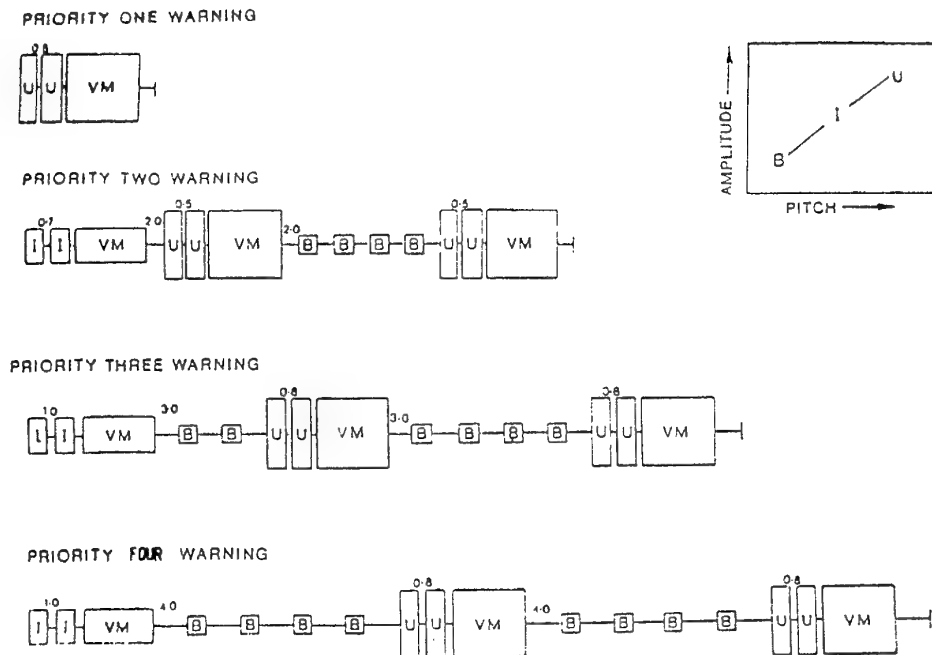 PRIORITY ONE WARNING
0·8
U U VM
AMPLITUDE
B I U
PITCH
PRIORITY TWO WARNING
0·7 2·0 0·5 2·0 0·5
I I VM U U VM B B B B U U VM
PRIORITY THREE WARNING
1·0 3·0 0·8 3·0 0·8
I I VM B B U U VM B B B B U U VM
PRIORITY FOUR WARNING
1·0 4·0 0·8 4·0 0·8
I I VM B B B B U U VM B B B B U U VM